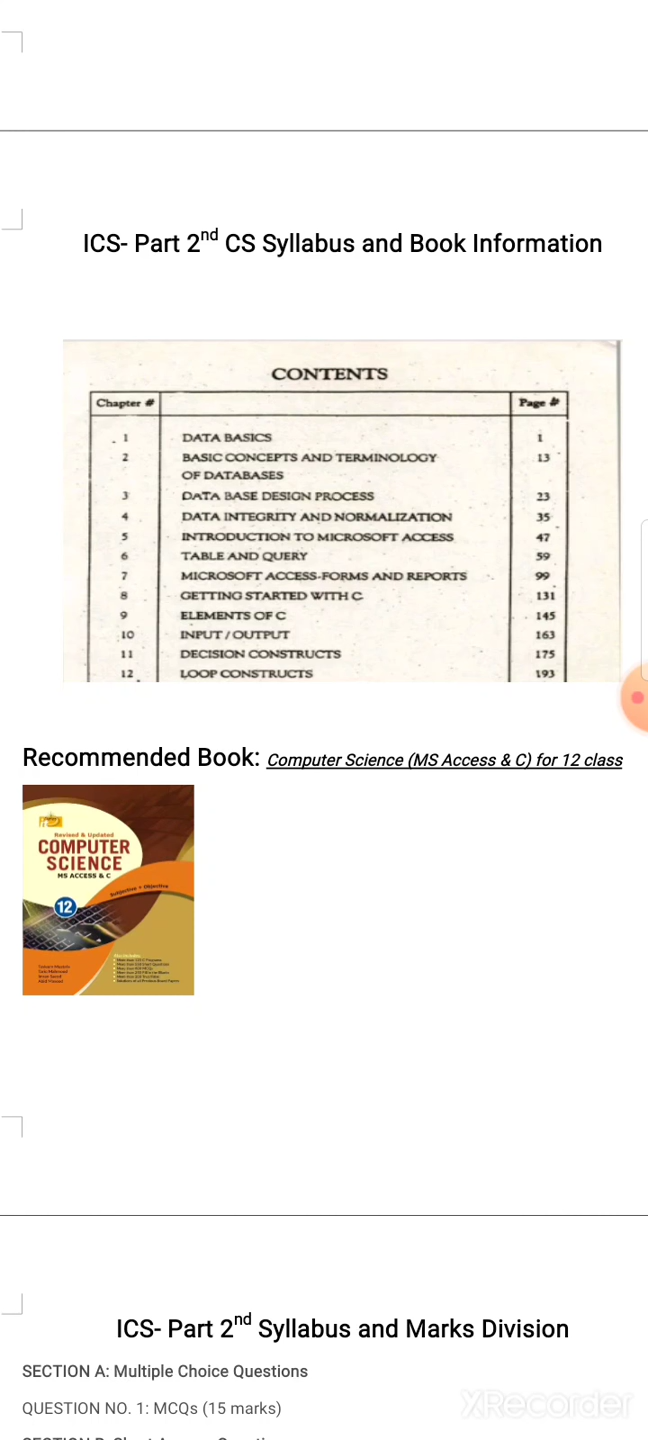 ICS- Part 2nd CS Syllabus and Book Information
CONTENTS
Chapter # Page #
1 DATA BASICS 1
2 BASIC CONCEPTS AND TERMINOLOGY 13
OF DATABASES
3 DATA BASE DESIGN PROCESS 23
4 DATA INTEGRITY AND NORMALIZATION 35
5 INTRODUCTION TO MICROSOFT ACCESS 47
6 TABLE AND QUERY 59
7 MICROSOFT ACCESS-FORMS AND REPORTS 99
8 GETTING STARTED WITH C 131
9 ELEMENTS OF C 145
10 INPUT / OUTPUT 163
11 DECISION CONSTRUCTS 175
12 LOOP CONSTRUCTS 193
Recommended Book: Computer Science (MS Access & C) for 12 class
Revised & Updated
COMPUTER
SCIENCE
MS ACCESS & C
Subjective + Objective
12
ICS- Part 2nd Syllabus and Marks Division
SECTION A: Multiple Choice Questions
QUESTION NO. 1: MCQs (15 marks)
XRecorder